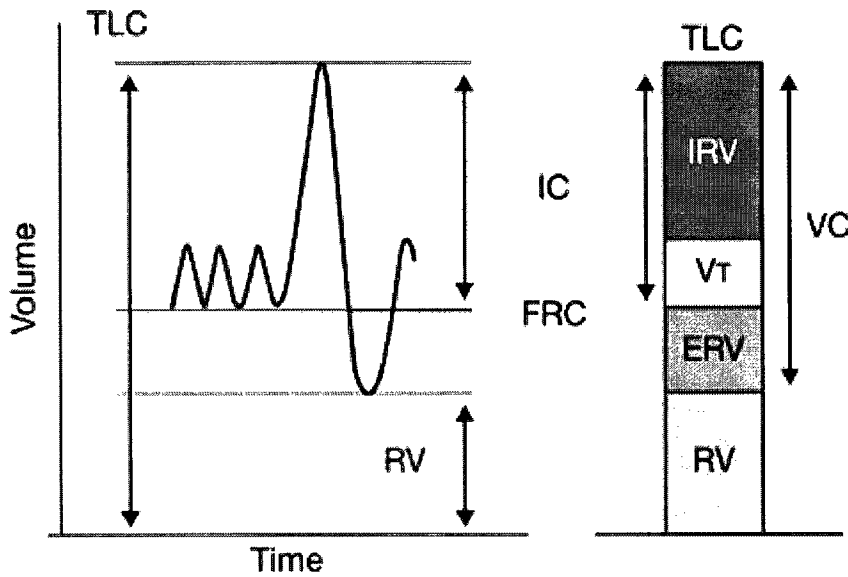 TLC
TLC
IRV
IC
VC
Volume
VT
FRC
ERV
RV
RV
Time